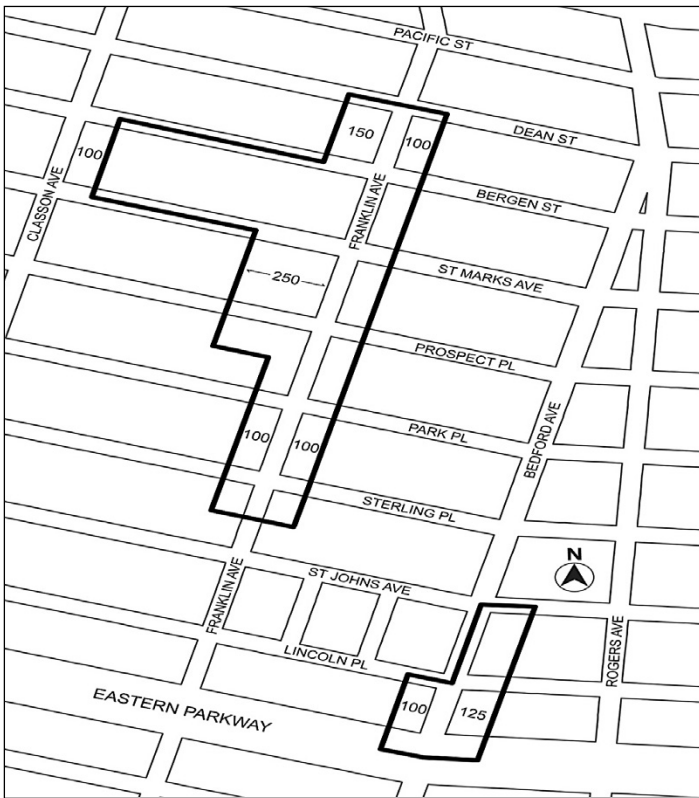 PACIFIC ST
150
DEAN ST
100
100
CLASSON AVE
FRANKLIN AVE
BERGEN ST
250
ST MARKS AVE
PROSPECT PL
100
100
PARK PL
BEDFORD AVE
STERLING PL
FRANKLIN AVE
ST JOHNS AVE
N
LINCOLN PL
ROGERS AVE
EASTERN PARKWAY
100
125